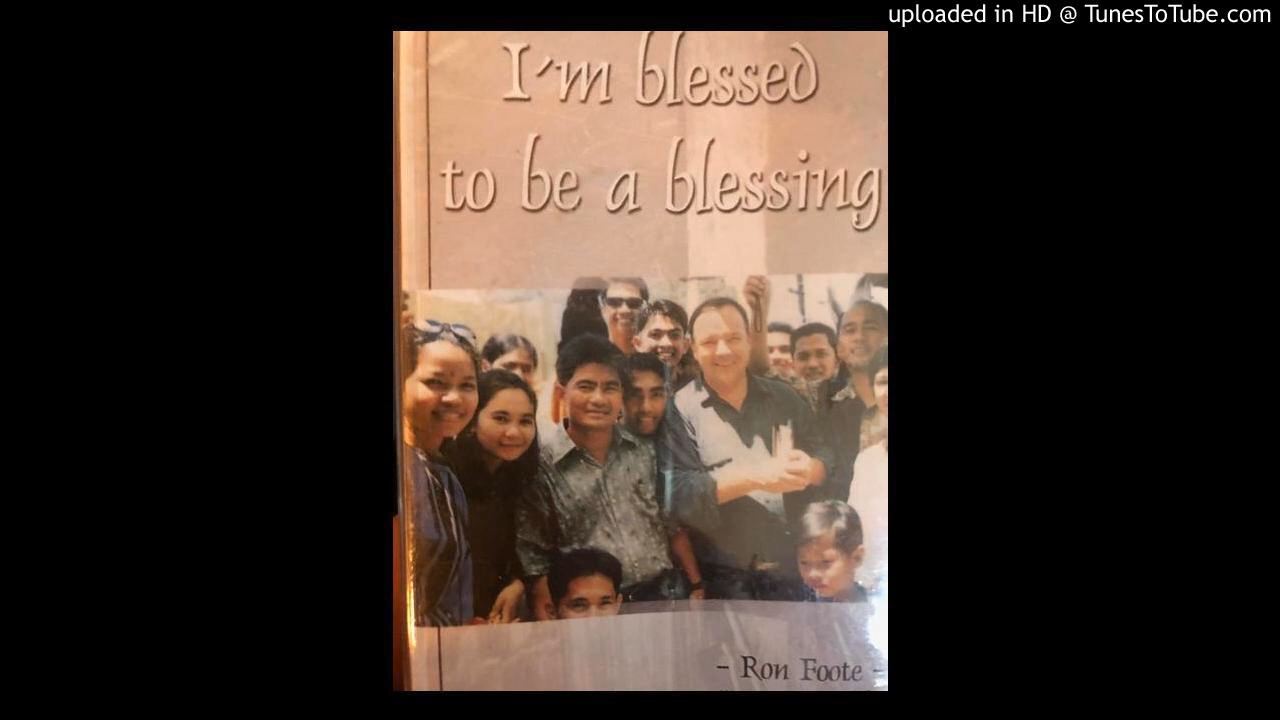 uploaded in HD @ TunesToTube.com
I'm blessed
to be a blessing
- Ron Foote -